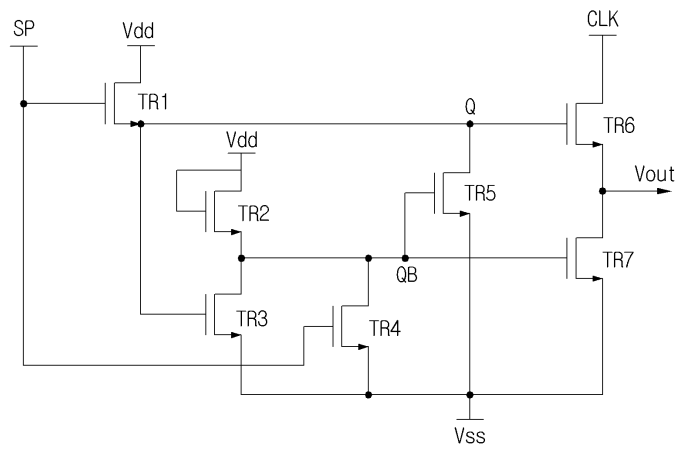 SP
Vdd
CLK
TR1
Q
TR6
Vdd
Vout
TR5
TR2
QB
TR7
TR3
TR4
Vss